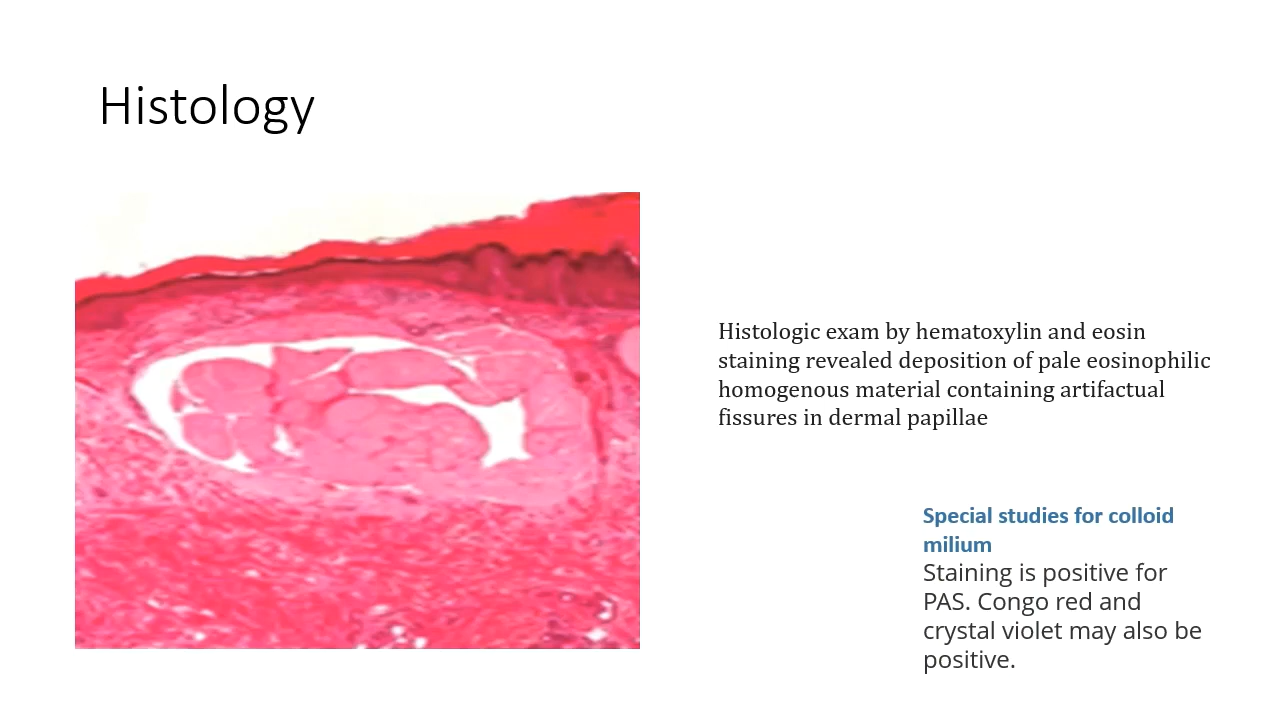 Histology
Histologic exam by hematoxylin and eosin
staining revealed deposition of pale eosinophilic
homogenous material containing artifactual
fissures in dermal papillae
Special studies for colloid
milium
Staining is positive for
PAS. Congo red and
crystal violet may also be
positive.